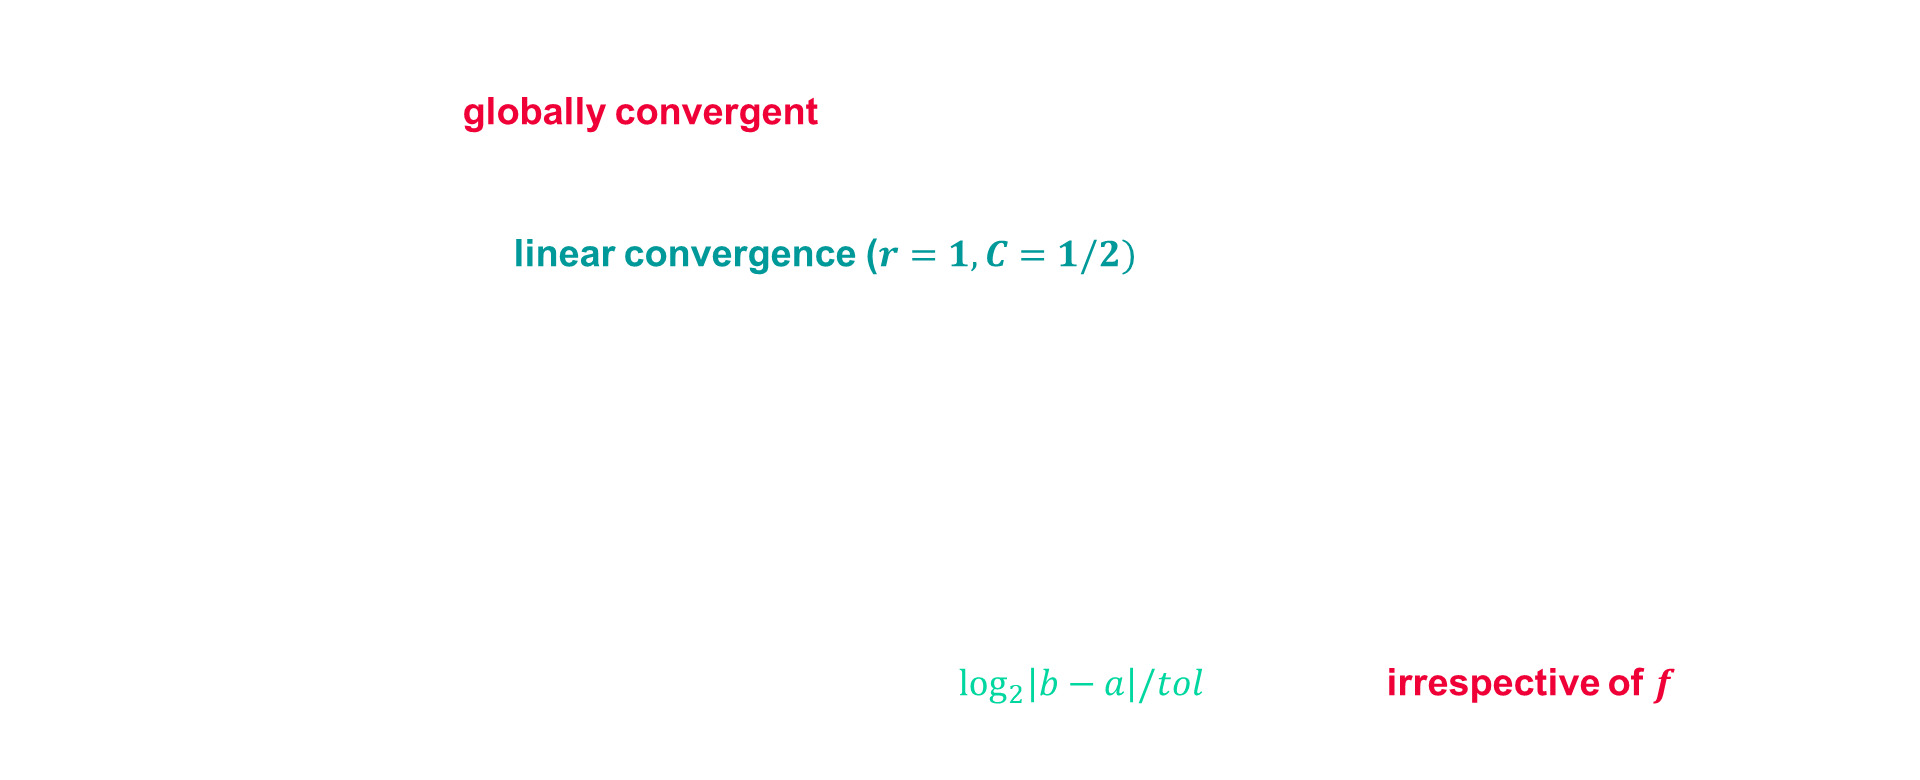 globally convergent
linear convergence (𝒓 = 𝟏, 𝑪 = 𝟏/𝟐)
log₂|𝑏 − 𝑎|/𝑡𝑜𝑙 irrespective of 𝒇